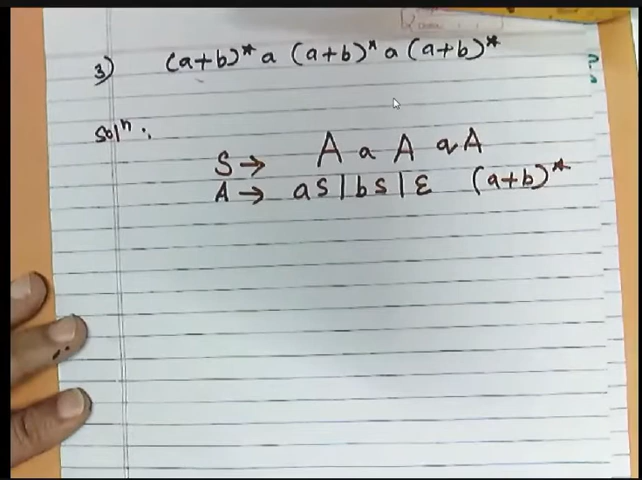 3) (a+b)* a (a+b)* a (a+b)*
Solⁿ:
S → A a A a A
A → aS | bS | ε (a+b)*